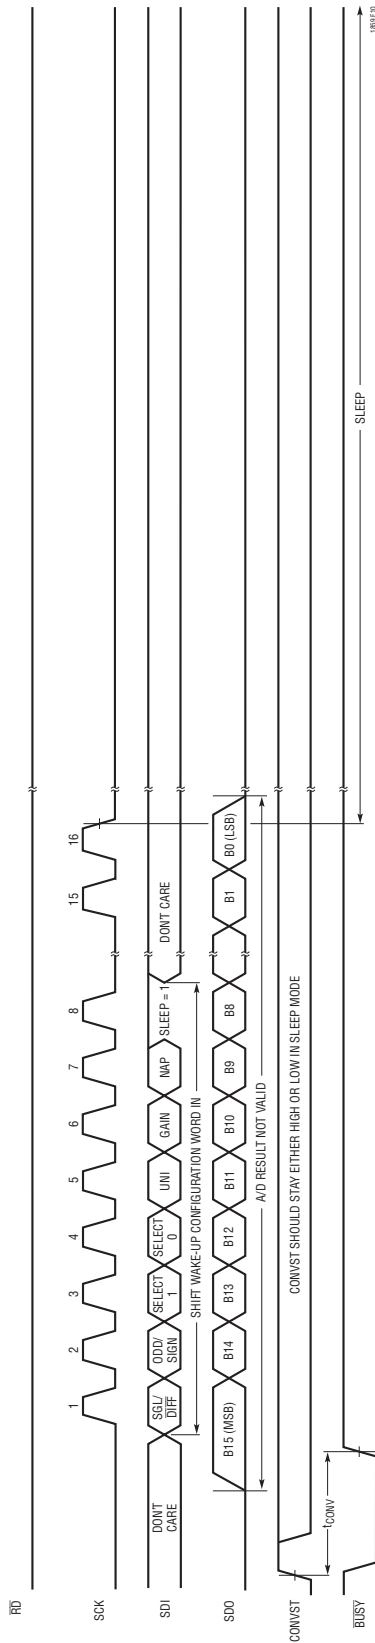 RD
SCK
1
2
3
4
5
6
7
8
15
16
SDI
DON'T
CARE
SGL/
DIFF
ODD/
SIGN
SELECT
1
SELECT
0
UNI
GAIN
NAP
SLEEP = 1
DON'T CARE
SHIFT WAKE-UP CONFIGURATION WORD IN
SDO
B15 (MSB)
B14
B13
B12
B11
B10
B9
B8
B1
B0 (LSB)
A/D RESULT NOT VALID
CONVST
CONVST SHOULD STAY EITHER HIGH OR LOW IN SLEEP MODE
tCONV
BUSY
SLEEP
1859 F10